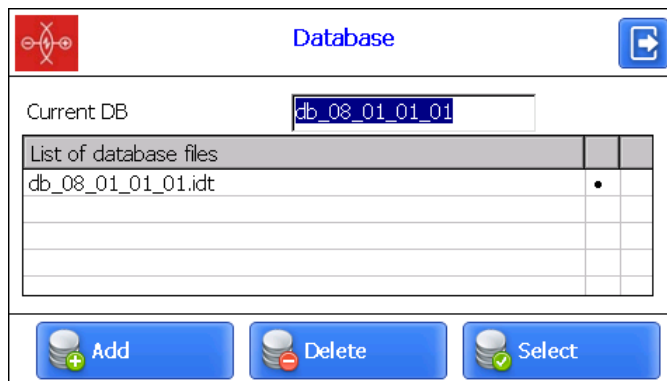 Database
Current DB
db_08_01_01_01
List of database files
db_08_01_01_01.idt
Add
Delete
Select